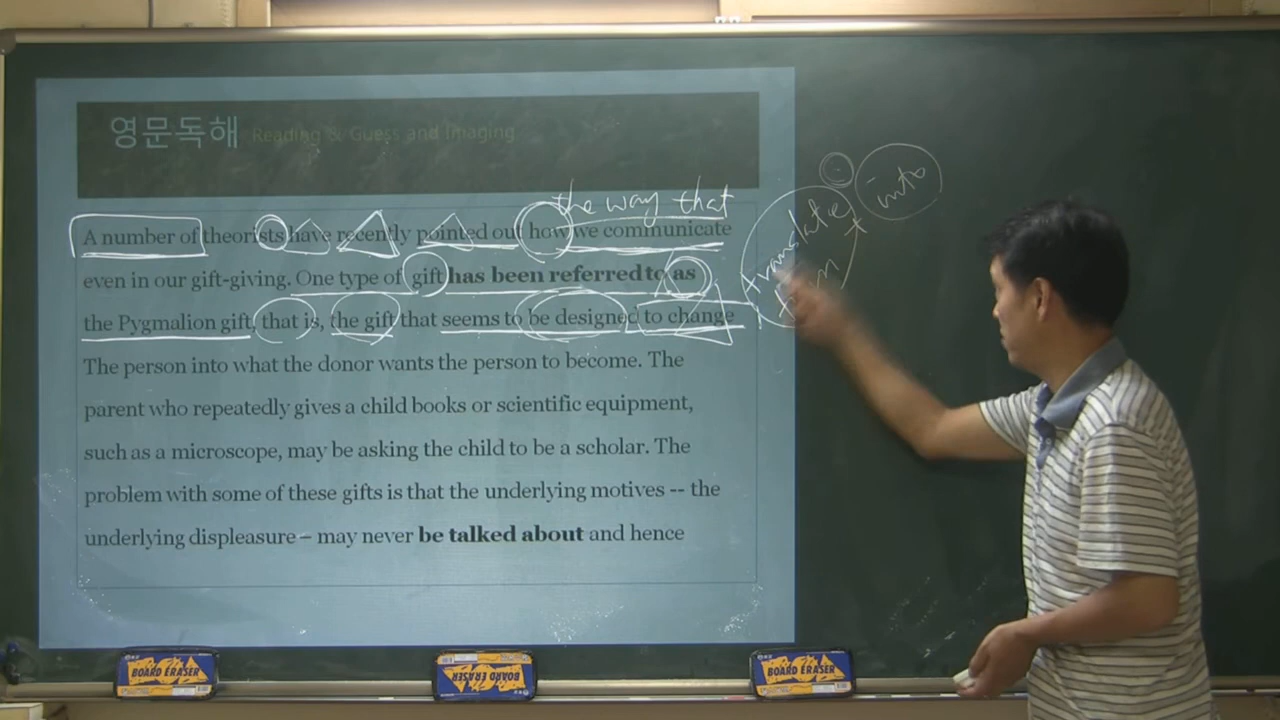 영문독해 Reading & Guess and Imaging
the way that
A number of theorists have recently pointed out how we communicate
even in our gift-giving. One type of gift has been referred to as
the Pygmalion gift, that is, the gift that seems to be designed to change
The person into what the donor wants the person to become. The
parent who repeatedly gives a child books or scientific equipment,
such as a microscope, may be asking the child to be a scholar. The
problem with some of these gifts is that the underlying motives -- the
underlying displeasure – may never be talked about and hence
into
BOARD ERASER
BOARD ERASER
BOARD ERASER